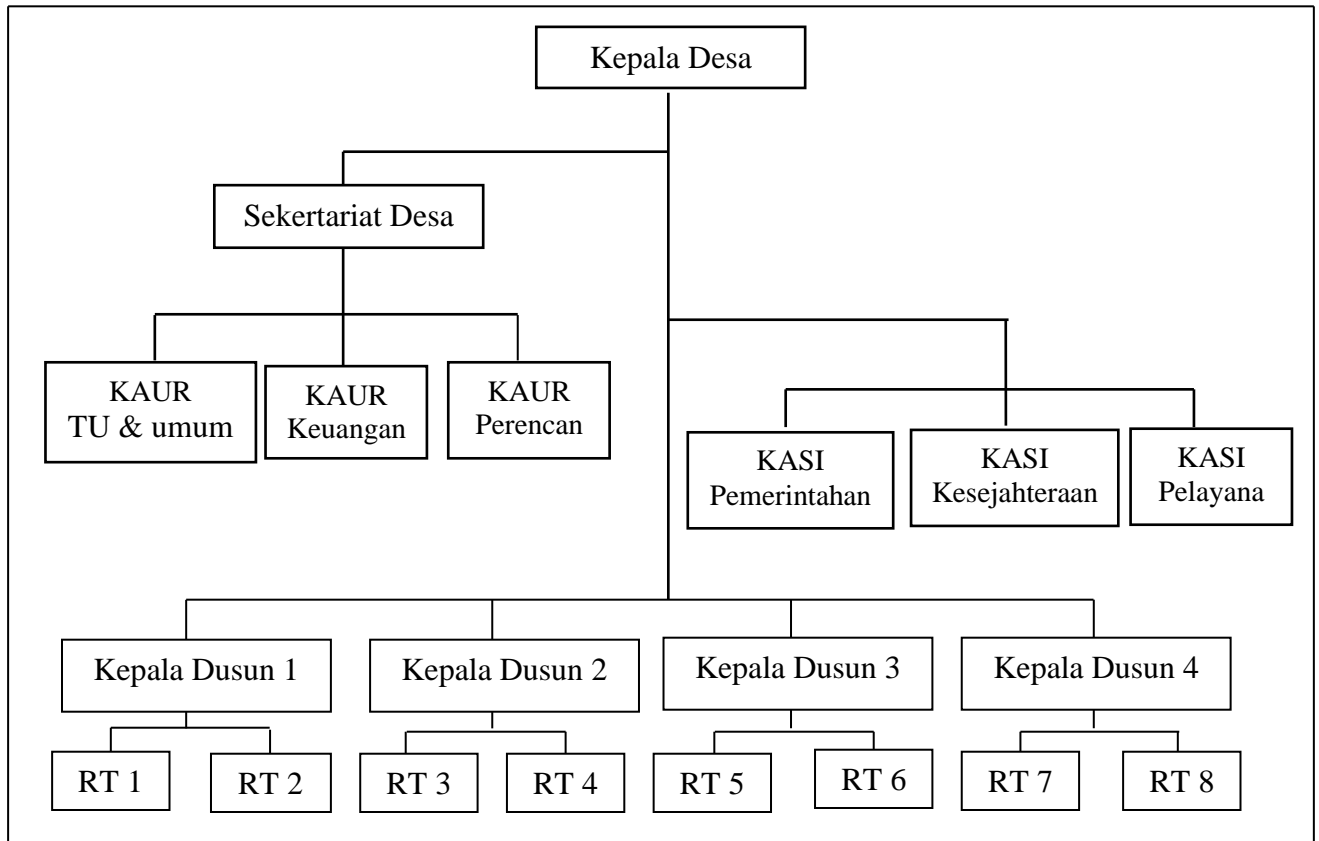 Kepala Desa
Sekertariat Desa
KAUR
TU & umum
KAUR
Keuangan
KAUR
Perencan
KASI
Pemerintahan
KASI
Kesejahteraan
KASI
Pelayana
Kepala Dusun 1
Kepala Dusun 2
Kepala Dusun 3
Kepala Dusun 4
RT 1
RT 2
RT 3
RT 4
RT 5
RT 6
RT 7
RT 8